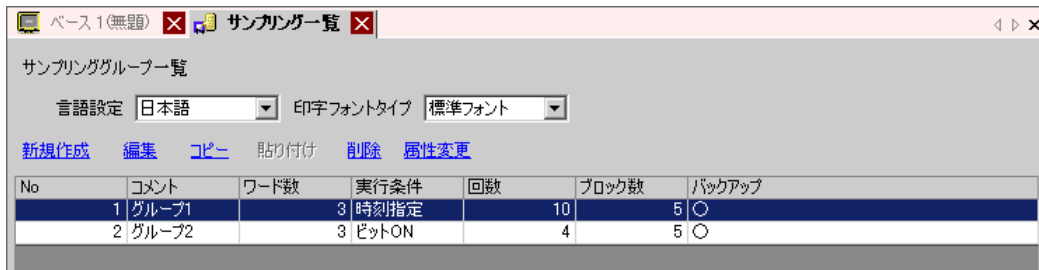 ベース1(無題) サンプリング一覧
サンプリンググループ一覧
言語設定 日本語 印字フォントタイプ 標準フォント
新規作成 編集 コピー 貼り付け 削除 属性変更
No コメント ワード数 実行条件 回数 ブロック数 バックアップ
1 グループ1 3 時刻指定 10 5 ○
2 グループ2 3 ビットON 4 5 ○